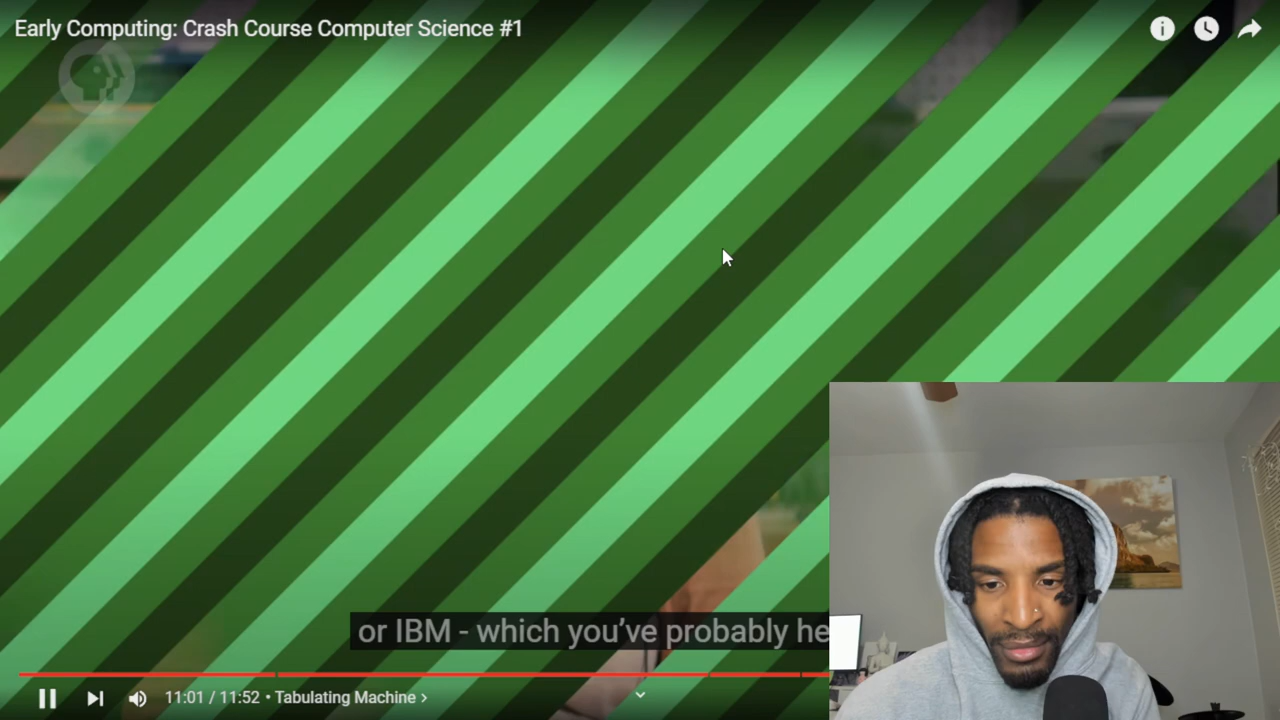 Early Computing: Crash Course Computer Science #1
or IBM - which you’ve probably he
11:01 / 11:52 • Tabulating Machine ›